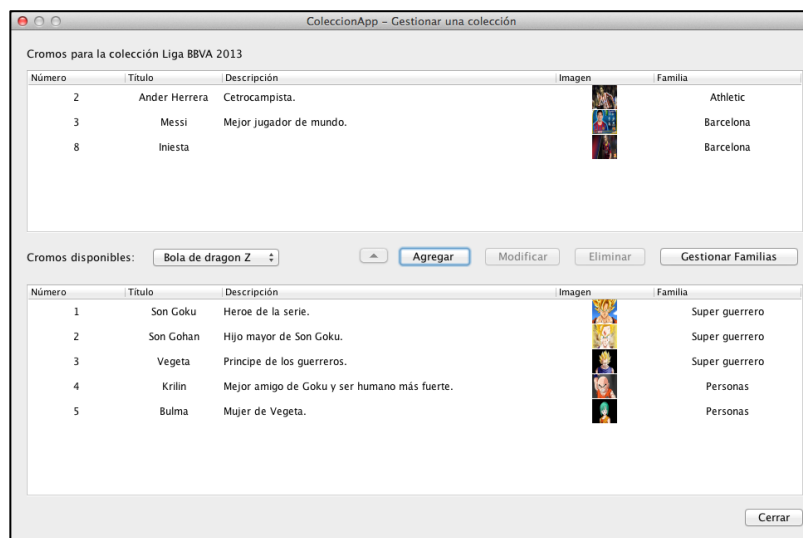 ColeccionApp – Gestionar una colección
Cromos para la colección Liga BBVA 2013
Número Título Descripción Imagen Familia
2 Ander Herrera Cetrocampista. Athletic
3 Messi Mejor jugador de mundo. Barcelona
8 Iniesta Barcelona
Cromos disponibles: Bola de dragon Z Agregar Modificar Eliminar Gestionar Familias
Número Título Descripción Imagen Familia
1 Son Goku Heroe de la serie. Super guerrero
2 Son Gohan Hijo mayor de Son Goku. Super guerrero
3 Vegeta Principe de los guerreros. Super guerrero
4 Krilin Mejor amigo de Goku y ser humano más fuerte. Personas
5 Bulma Mujer de Vegeta. Personas
Cerrar